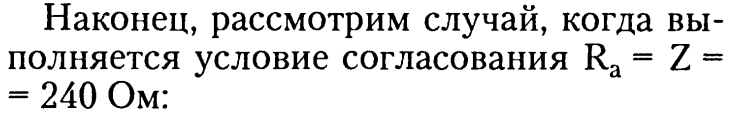 Наконец, рассмотрим случай, когда вы-
полняется условие согласования Rа = Z =
= 240 Ом: